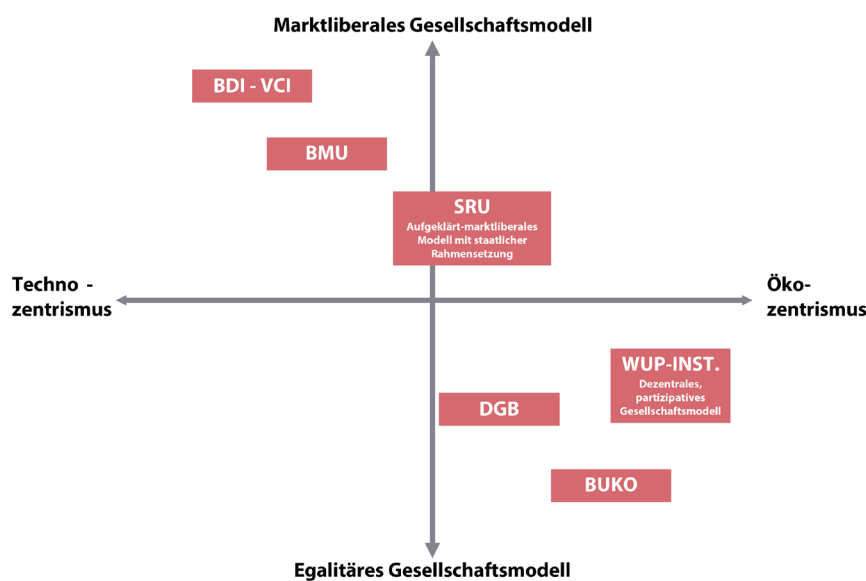 Marktliberales Gesellschaftsmodell
BDI - VCI
BMU
SRU
Aufgeklärt-marktliberales
Modell mit staatlicher
Rahmensetzung
Techno -
zentrismus
Öko-
zentrismus
WUP-INST.
Dezentrales,
partizipatives
Gesellschaftsmodell
DGB
BUKO
Egalitäres Gesellschaftsmodell